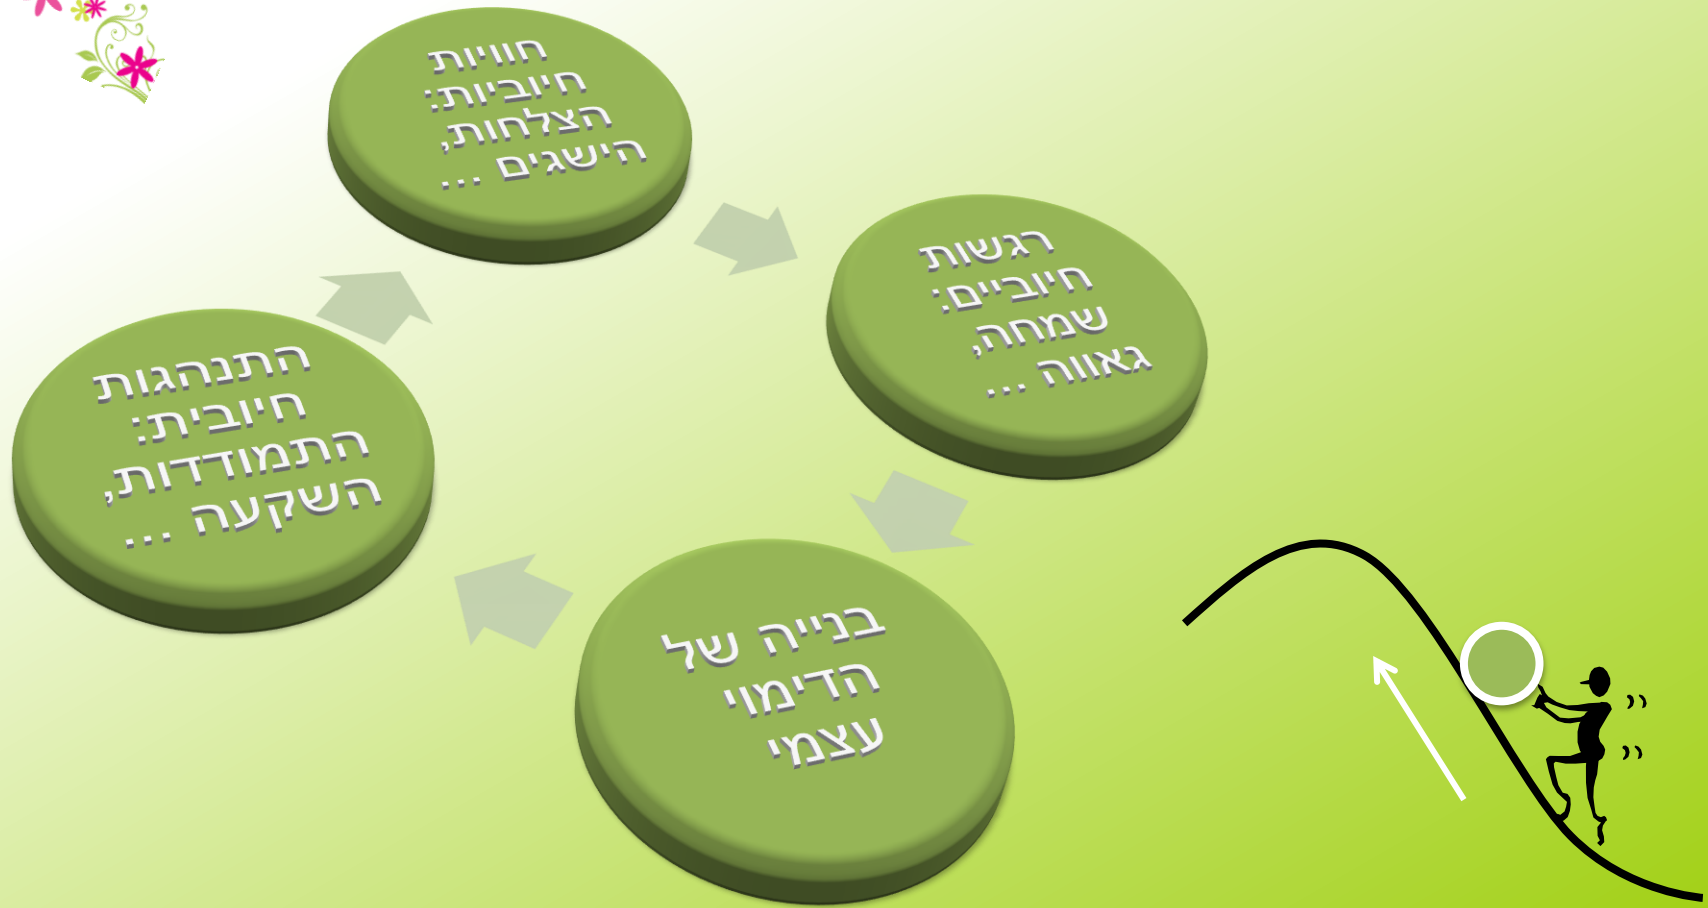 חוויות
חיוביות:
הצלחות,
הישגים ...
רגשות
חיוביים:
שמחה,
גאווה ...
בנייה של
הדימוי
עצמי
התנהגות
חיובית:
התמודדות,
השקעה ...